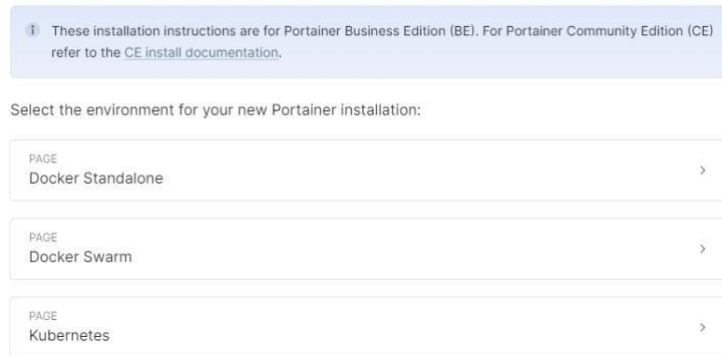 These installation instructions are for Portainer Business Edition (BE). For Portainer Community Edition (CE)
refer to the CE install documentation.
Select the environment for your new Portainer installation:
PAGE
Docker Standalone
PAGE
Docker Swarm
PAGE
Kubernetes